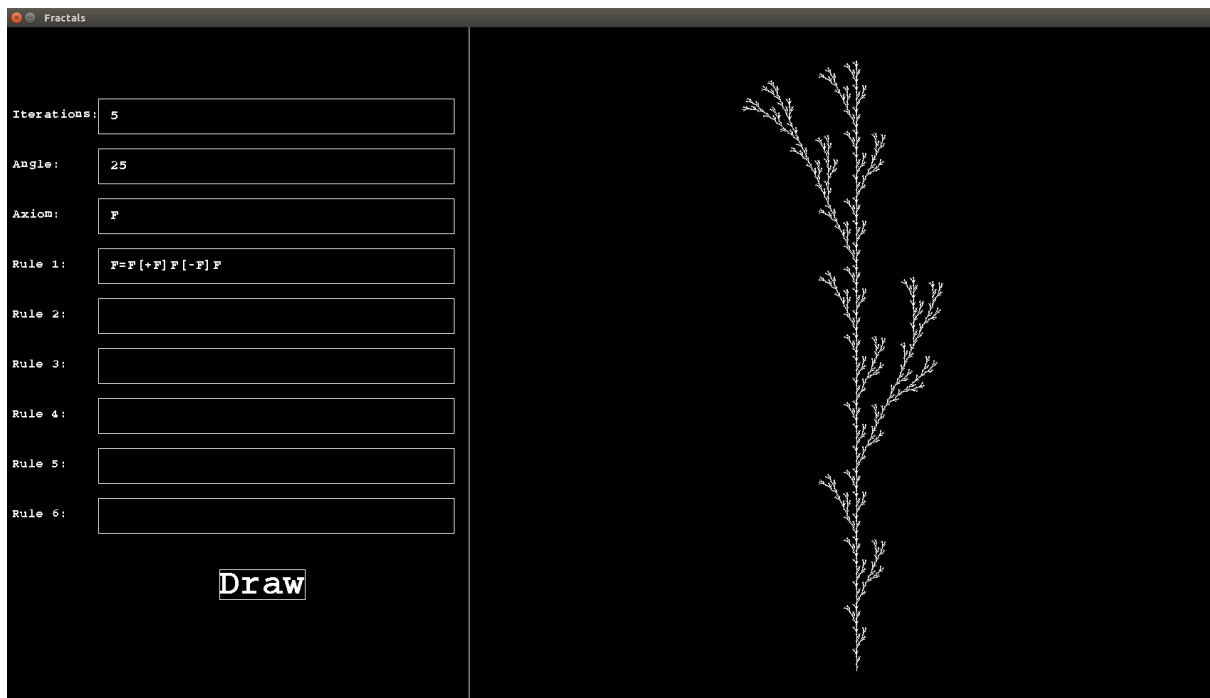 Fractals
Iterations: 5
Angle: 25
Axiom: F
Rule 1: F=F[+F]F[-F]F
Rule 2:
Rule 3:
Rule 4:
Rule 5:
Rule 6:
Draw